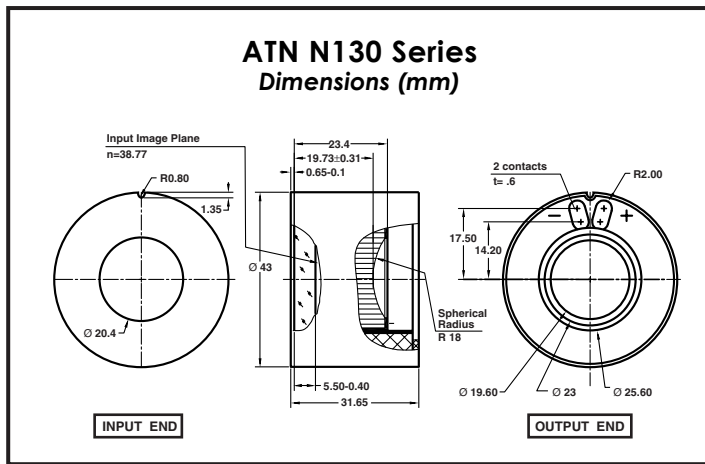 ATN N130 Series
Dimensions (mm)
Input Image Plane
n=38.77
R0.80
1.35
Ø 20.4
INPUT END
23.4
19.73±0.31
0.65-0.1
Ø 43
5.50-0.40
31.65
Spherical
Radius
R 18
2 contacts
t= .6
R2.00
− +
17.50
14.20
Ø 19.60
Ø 23
Ø 25.60
OUTPUT END